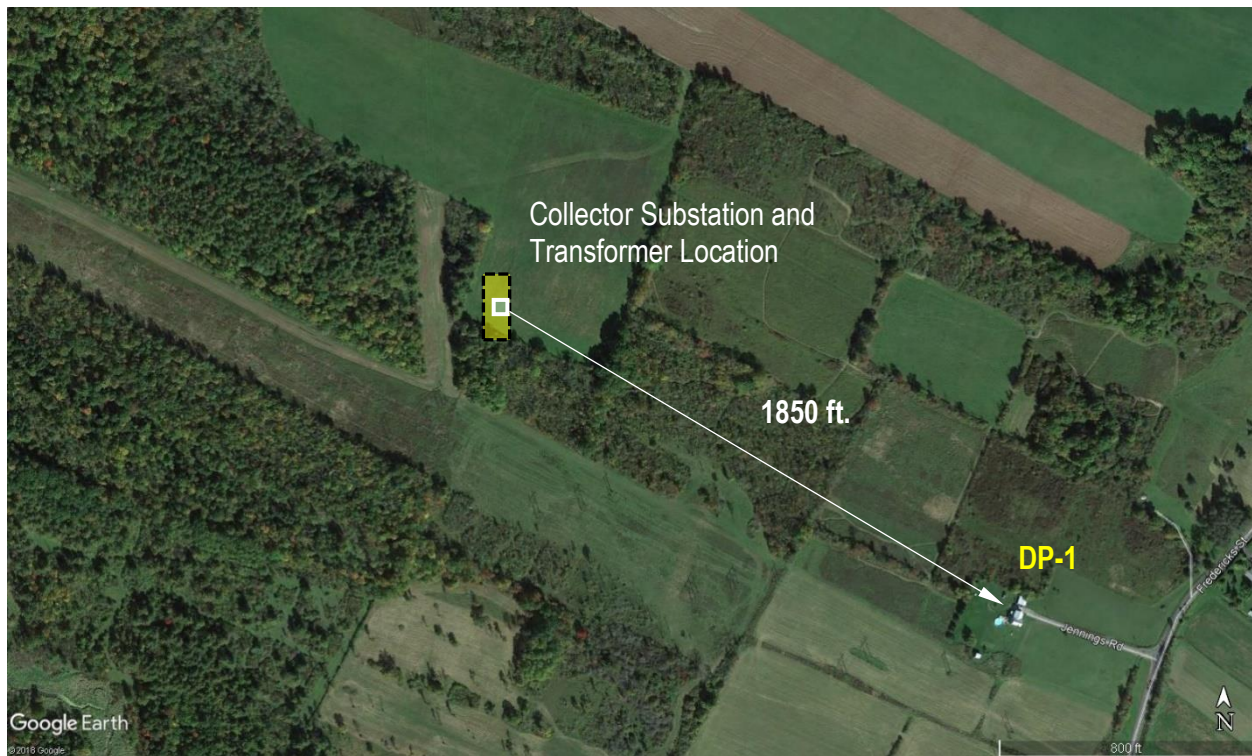 Collector Substation and
Transformer Location
1850 ft.
DP-1
Fredericks St
Jennings Rd
Google Earth
©2018 Google
N
800 ft